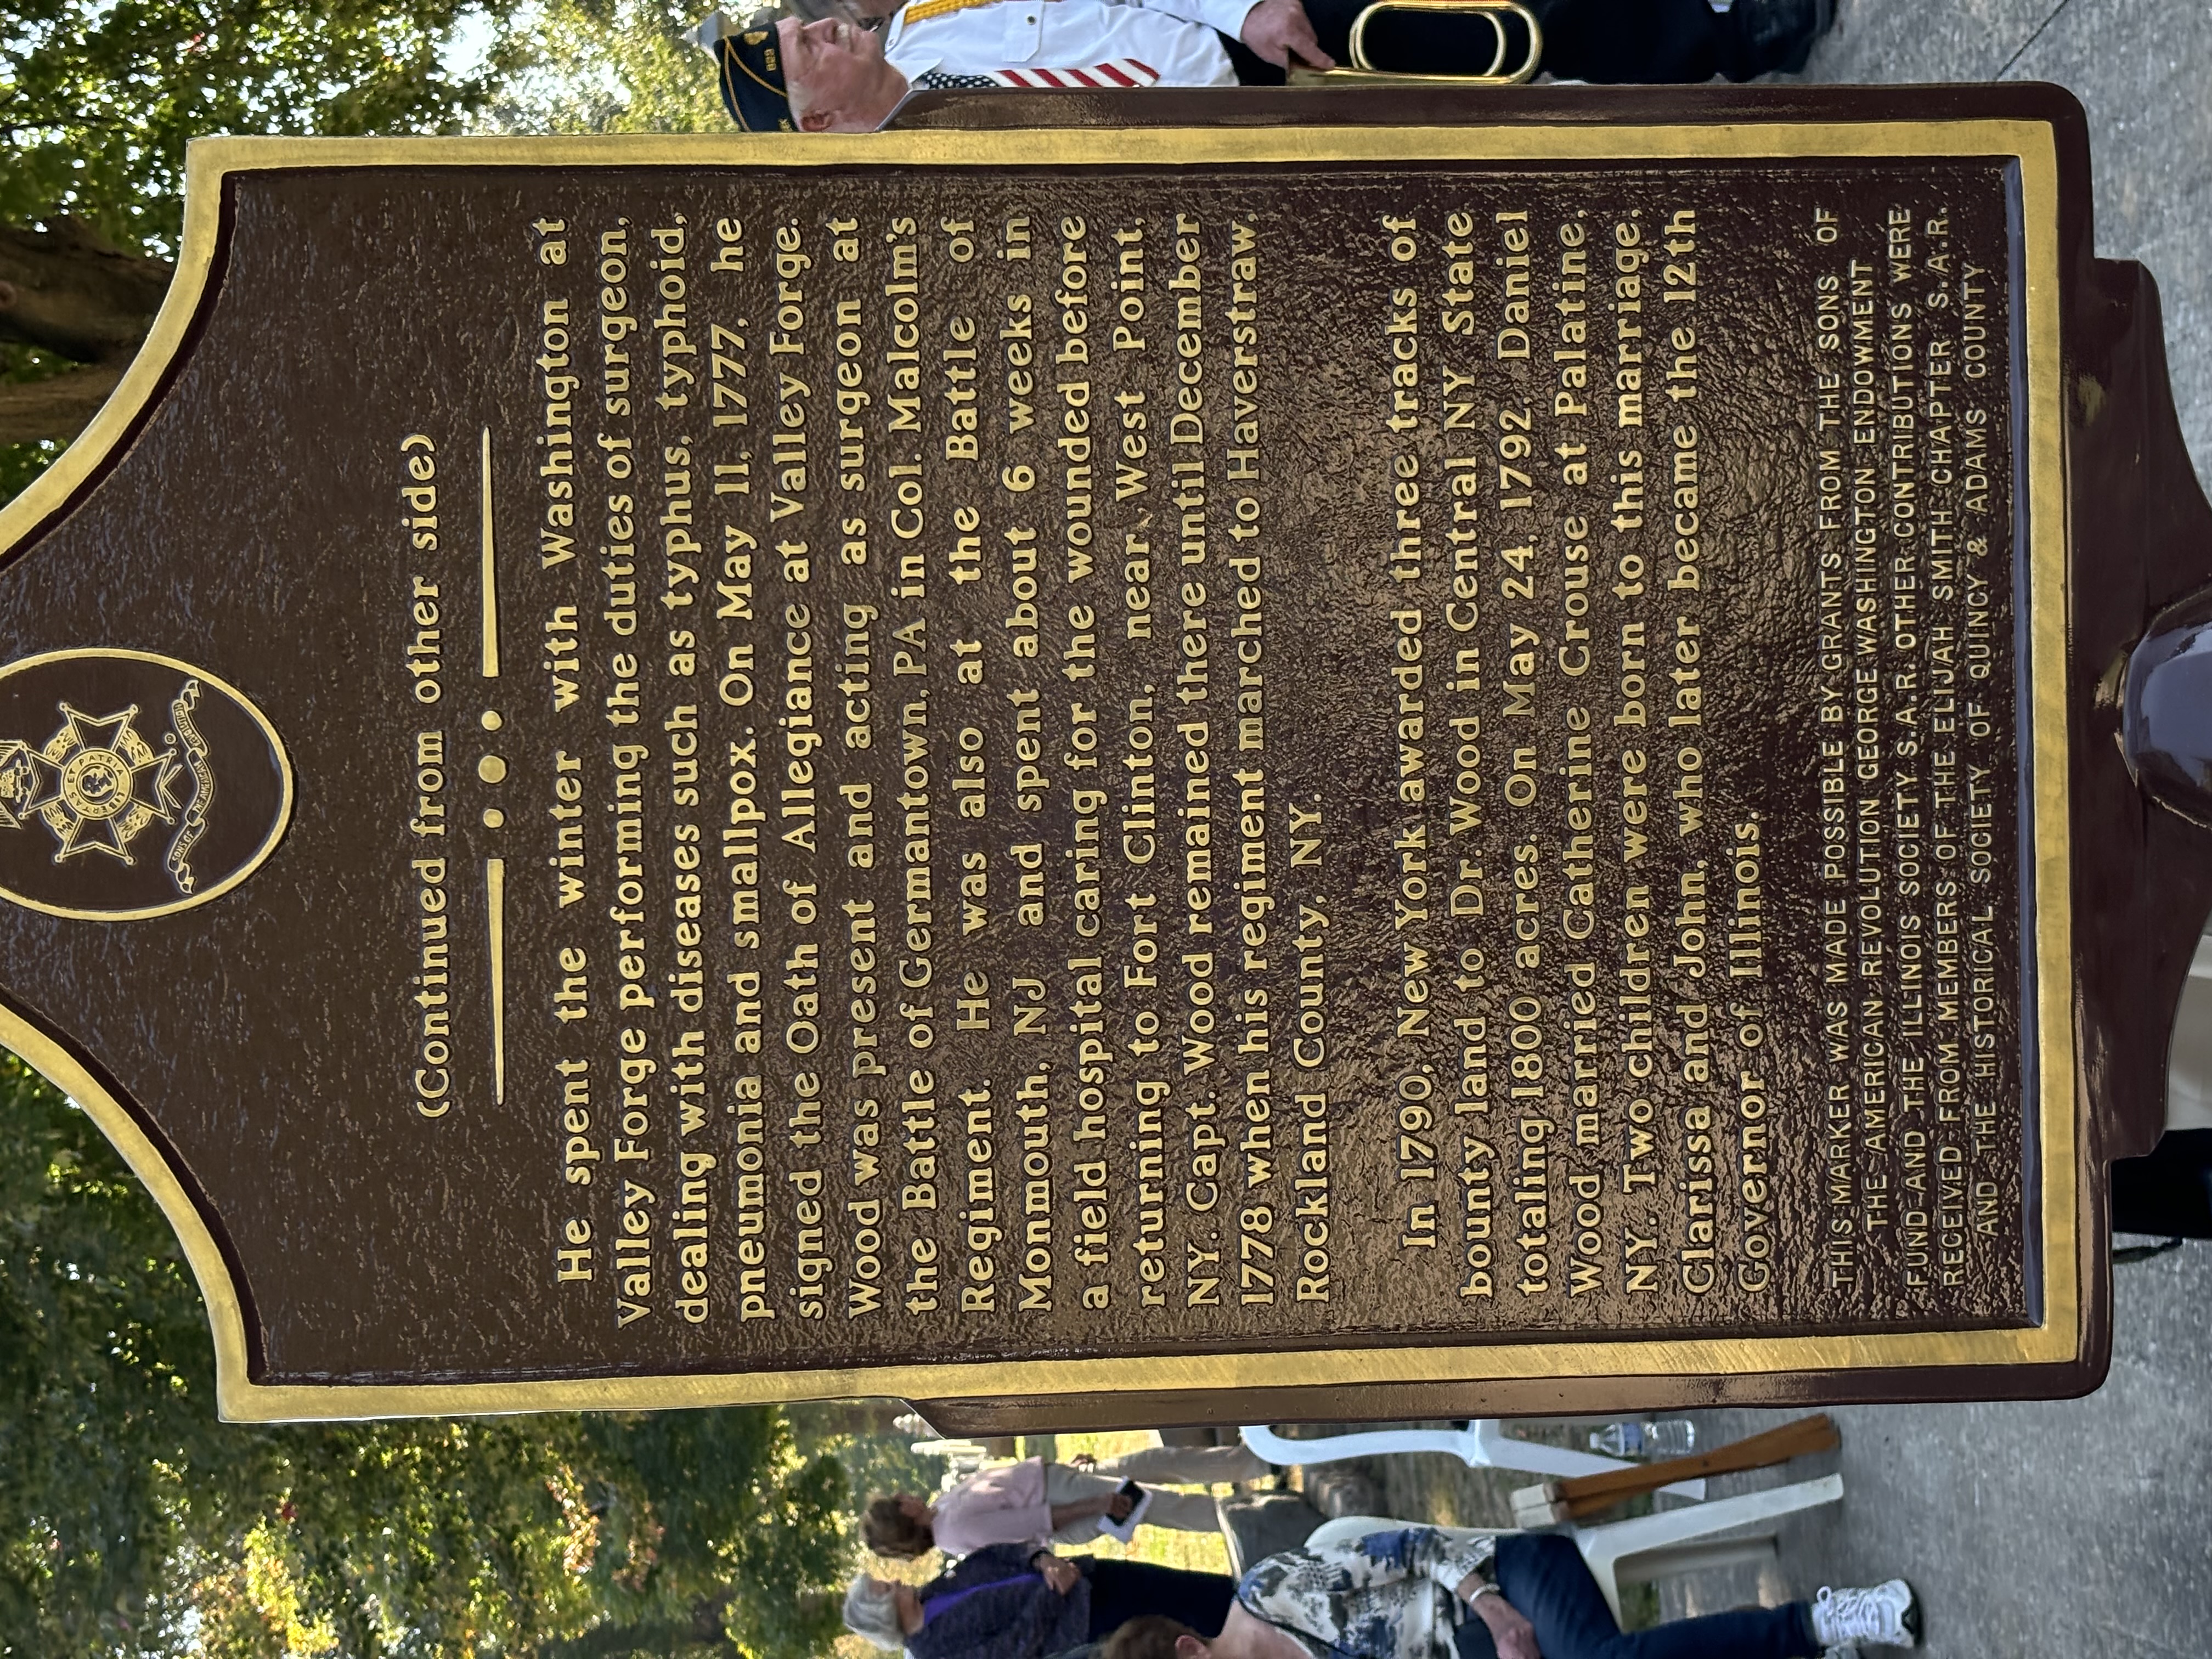 LIBERTAS ET PATRIA
SONS OF THE AMERICAN REVOLUTION
(Continued from other side)
He spent the winter with Washington at
Valley Forge performing the duties of surgeon,
dealing with diseases such as typhus, typhoid,
pneumonia and smallpox. On May 11, 1777, he
signed the Oath of Allegiance at Valley Forge.
Wood was present and acting as surgeon at
the Battle of Germantown, PA in Col. Malcolm's
Regiment. He was also at the Battle of
Monmouth, NJ and spent about 6 weeks in
a field hospital caring for the wounded before
returning to Fort Clinton, near West Point,
NY. Capt. Wood remained there until December
1778 when his regiment marched to Haverstraw,
Rockland County, NY.
In 1790, New York awarded three tracks of
bounty land to Dr. Wood in Central NY State
totaling 1800 acres. On May 24, 1792, Daniel
Wood married Catherine Crouse at Palatine,
NY. Two children were born to this marriage,
Clarissa and John, who later became the 12th
Governor of Illinois.
THIS MARKER WAS MADE POSSIBLE BY GRANTS FROM THE SONS OF
THE AMERICAN REVOLUTION GEORGE WASHINGTON ENDOWMENT
FUND AND THE ILLINOIS SOCIETY S.A.R. OTHER CONTRIBUTIONS WERE
RECEIVED FROM MEMBERS OF THE ELIJAH SMITH CHAPTER S.A.R.
AND THE HISTORICAL SOCIETY OF QUINCY & ADAMS COUNTY